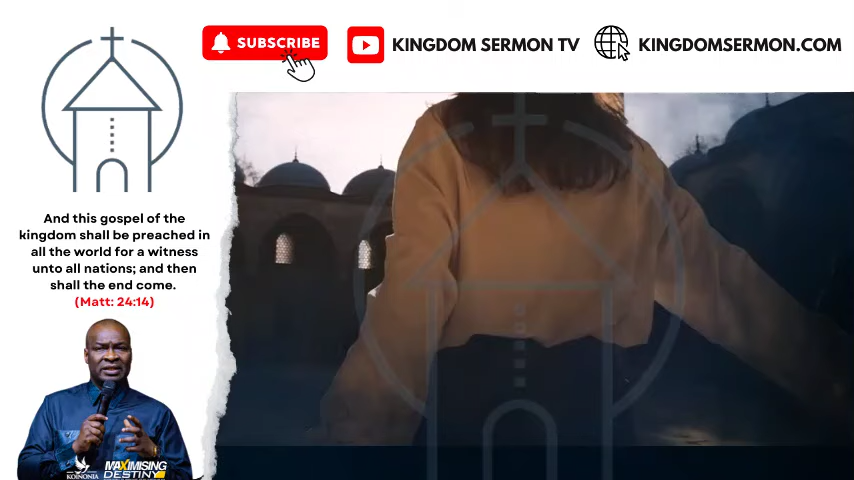 SUBSCRIBE
KINGDOM SERMON TV
KINGDOMSERMON.COM
And this gospel of the
kingdom shall be preached in
all the world for a witness
unto all nations; and then
shall the end come.
(Matt: 24:14)
KOINONIA
MAXIMISING
DESTINY